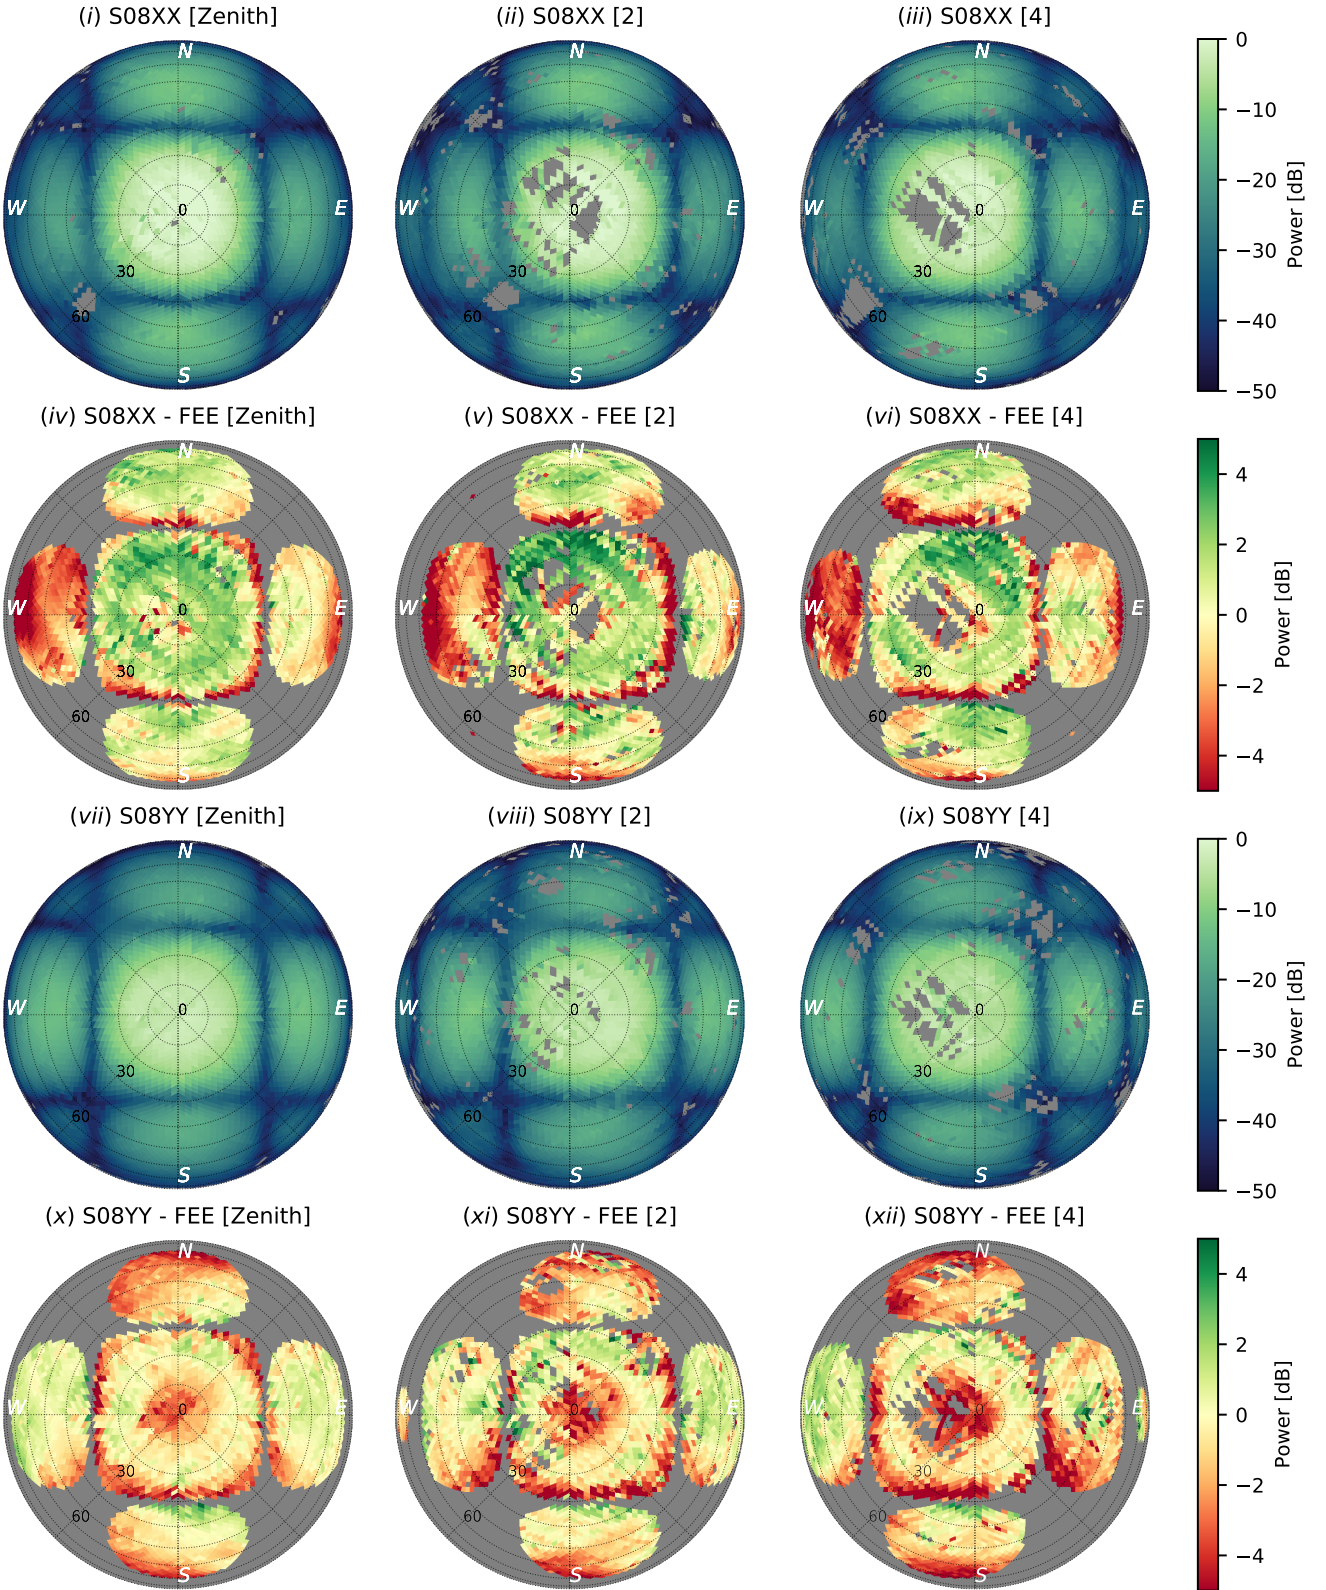 (i) S08XX [Zenith] (ii) S08XX [2] (iii) S08XX [4]
N N N 0
−10
W 0 E W 0 E W 0 E −20 Power [dB]
30 30 30 −30
60 60 60 −40
S S S −50
(iv) S08XX - FEE [Zenith] (v) S08XX - FEE [2] (vi) S08XX - FEE [4]
N N N 4
2
W 0 E W 0 E W 0 E 0 Power [dB]
30 30 30 −2
60 60 60 −4
S S S
(vii) S08YY [Zenith] (viii) S08YY [2] (ix) S08YY [4]
N N N 0
−10
W 0 E W 0 E W 0 E −20 Power [dB]
30 30 30 −30
60 60 60 −40
S S S −50
(x) S08YY - FEE [Zenith] (xi) S08YY - FEE [2] (xii) S08YY - FEE [4]
N N N 4
2
W 0 E W 0 E W 0 E 0 Power [dB]
30 30 30 −2
60 60 60 −4
S S S